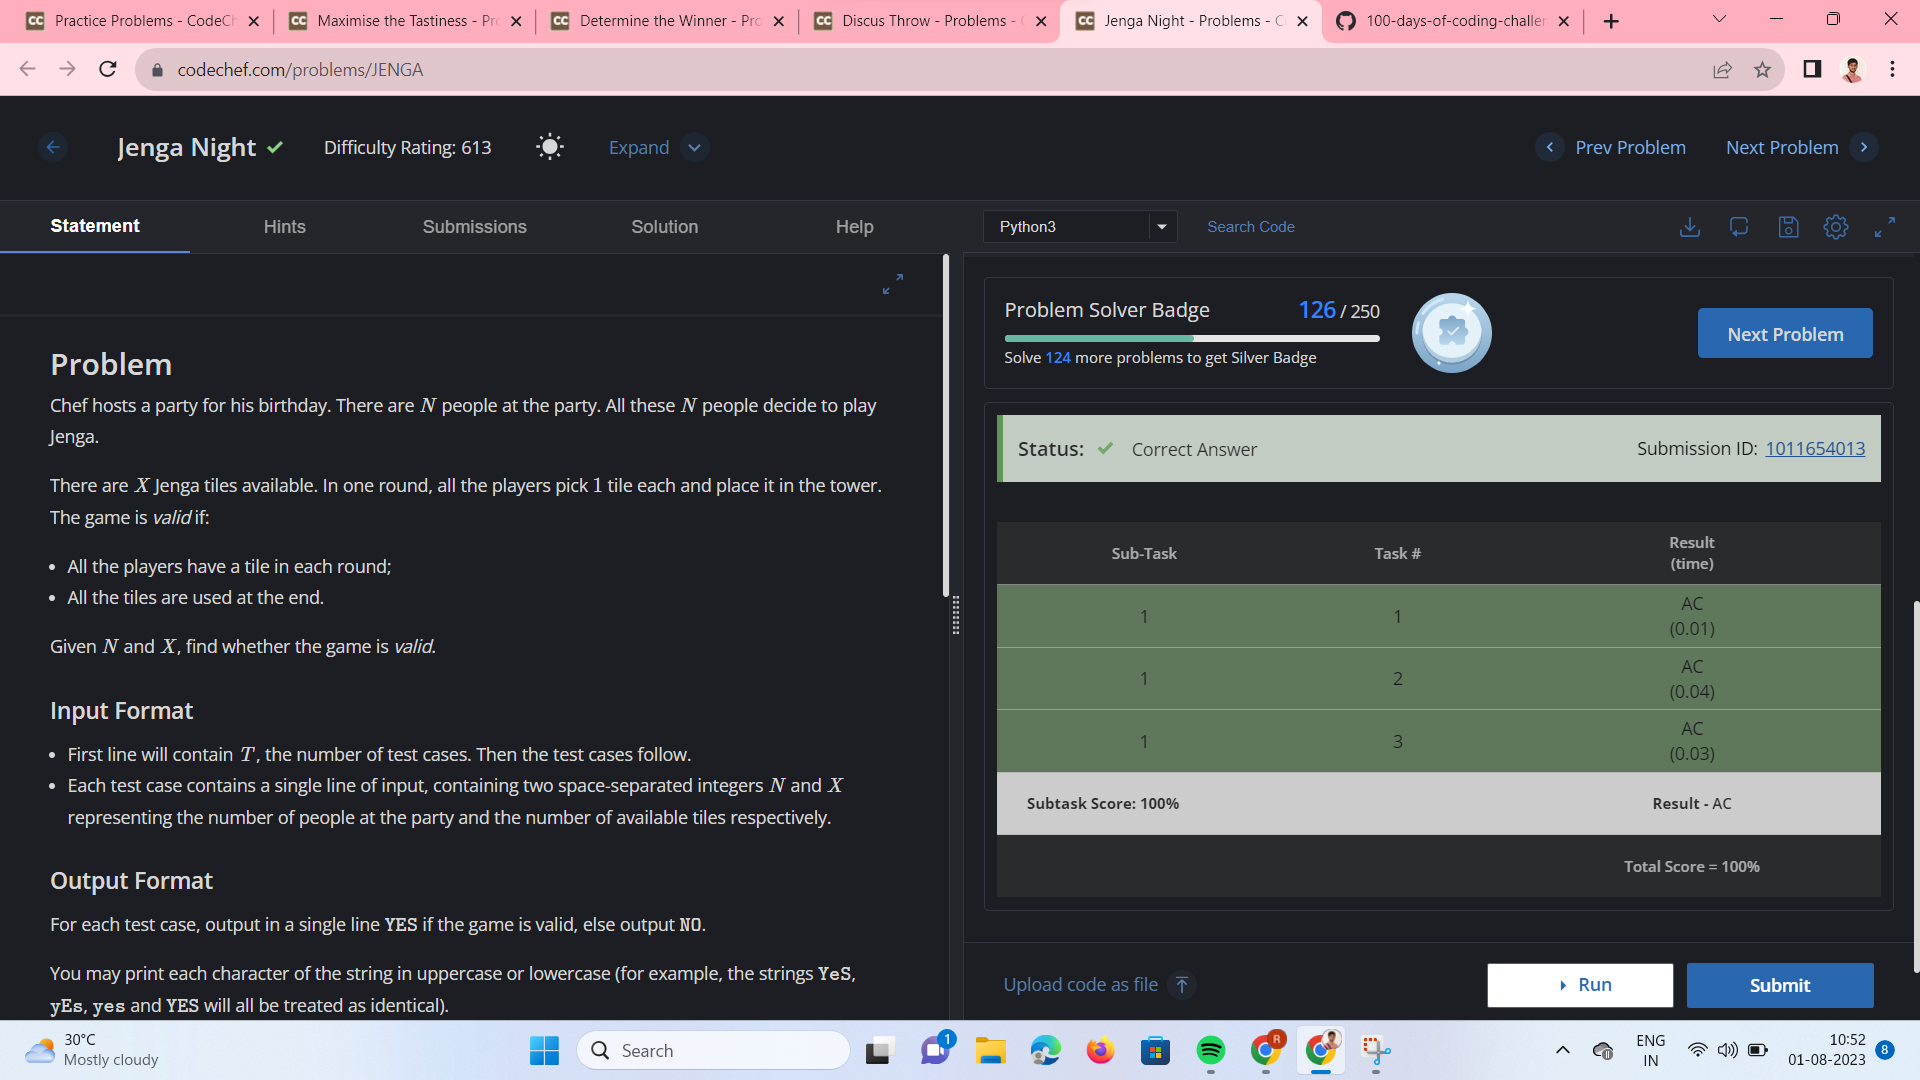 Practice Problems - CodeCh
Maximise the Tastiness - Pro
Determine the Winner - Pro
Discus Throw - Problems - C
Jenga Night - Problems - Co
100-days-of-coding-challen
codechef.com/problems/JENGA
Jenga Night
Difficulty Rating: 613
Expand
Prev Problem
Next Problem
Statement
Hints
Submissions
Solution
Help
Python3
Search Code
Problem
Chef hosts a party for his birthday. There are N people at the party. All these N people decide to play
Jenga.
There are X Jenga tiles available. In one round, all the players pick 1 tile each and place it in the tower.
The game is valid if:
• All the players have a tile in each round;
• All the tiles are used at the end.
Given N and X, find whether the game is valid.
Input Format
• First line will contain T, the number of test cases. Then the test cases follow.
• Each test case contains a single line of input, containing two space-separated integers N and X
representing the number of people at the party and the number of available tiles respectively.
Output Format
For each test case, output in a single line YES if the game is valid, else output NO.
You may print each character of the string in uppercase or lowercase (for example, the strings YeS,
yEs, yes and YES will all be treated as identical).
Problem Solver Badge
126 / 250
Solve 124 more problems to get Silver Badge
Next Problem
Status: Correct Answer
Submission ID: 1011654013
Sub-Task
Task #
Result
(time)
1
1
AC
(0.01)
1
2
AC
(0.04)
1
3
AC
(0.03)
Subtask Score: 100%
Result - AC
Total Score = 100%
Upload code as file
Run
Submit
30°C
Mostly cloudy
Search
1
R
ENG
IN
10:52
01-08-2023
8